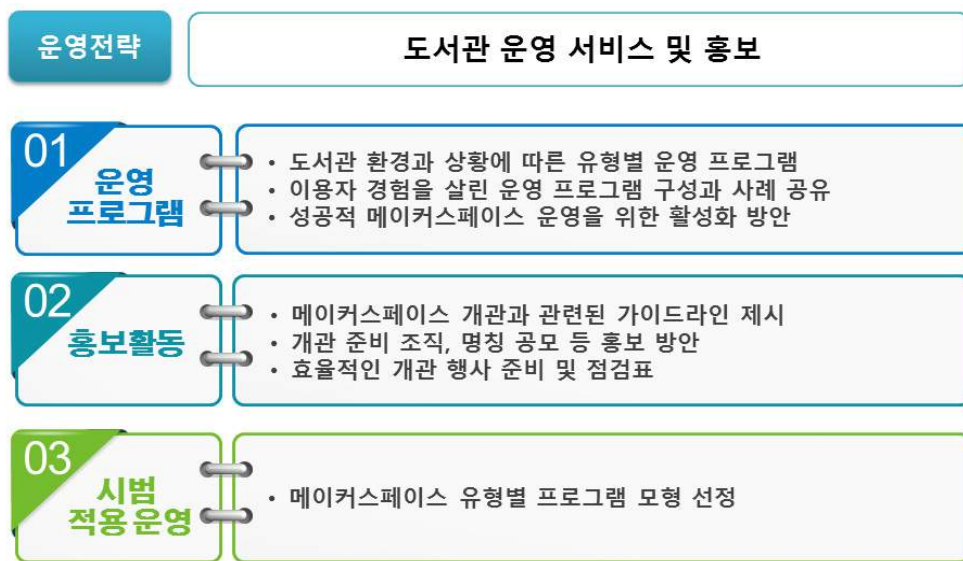 운영전략
도서관 운영 서비스 및 홍보
01
운영
프로그램
• 도서관 환경과 상황에 따른 유형별 운영 프로그램
• 이용자 경험을 살린 운영 프로그램 구성과 사례 공유
• 성공적 메이커스페이스 운영을 위한 활성화 방안
02
홍보활동
• 메이커스페이스 개관과 관련된 가이드라인 제시
• 개관 준비 조직, 명칭 공모 등 홍보 방안
• 효율적인 개관 행사 준비 및 점검표
03
시범
적용 운영
• 메이커스페이스 유형별 프로그램 모형 선정